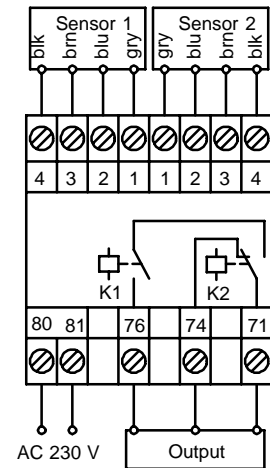 Sensor 1 Sensor 2
blk brn blu gry gry blu brn blk
4 3 2 1 1 2 3 4
K1 K2
80 81 76 74 71
AC 230 V Output